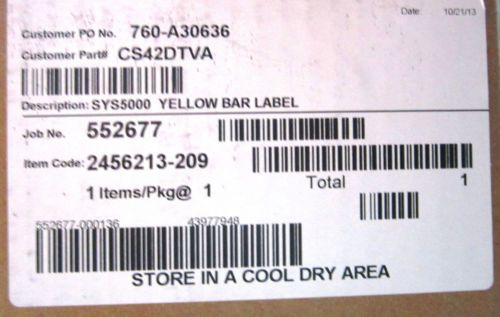 Date: 10/21/13
Customer PO No. 760-A30636
Customer Part# CS42DTVA
Description: SYS5000 YELLOW BAR LABEL
Job No. 552677
Item Code: 2456213-209
1 Items/Pkg@ 1 Total 1
552677-000136 43977948
STORE IN A COOL DRY AREA